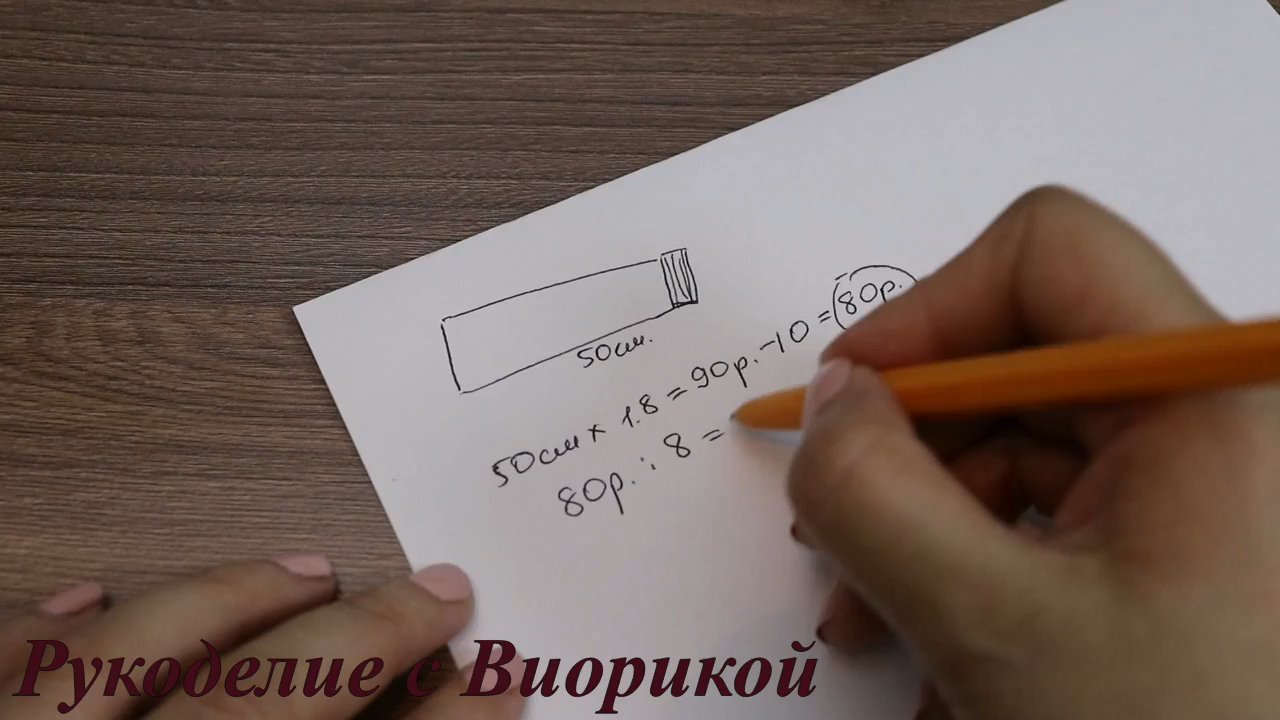 50см.
50см × 1.8 = 90р. - 10 = 80р.
80р. : 8 =
Рукоделие с Виорикой